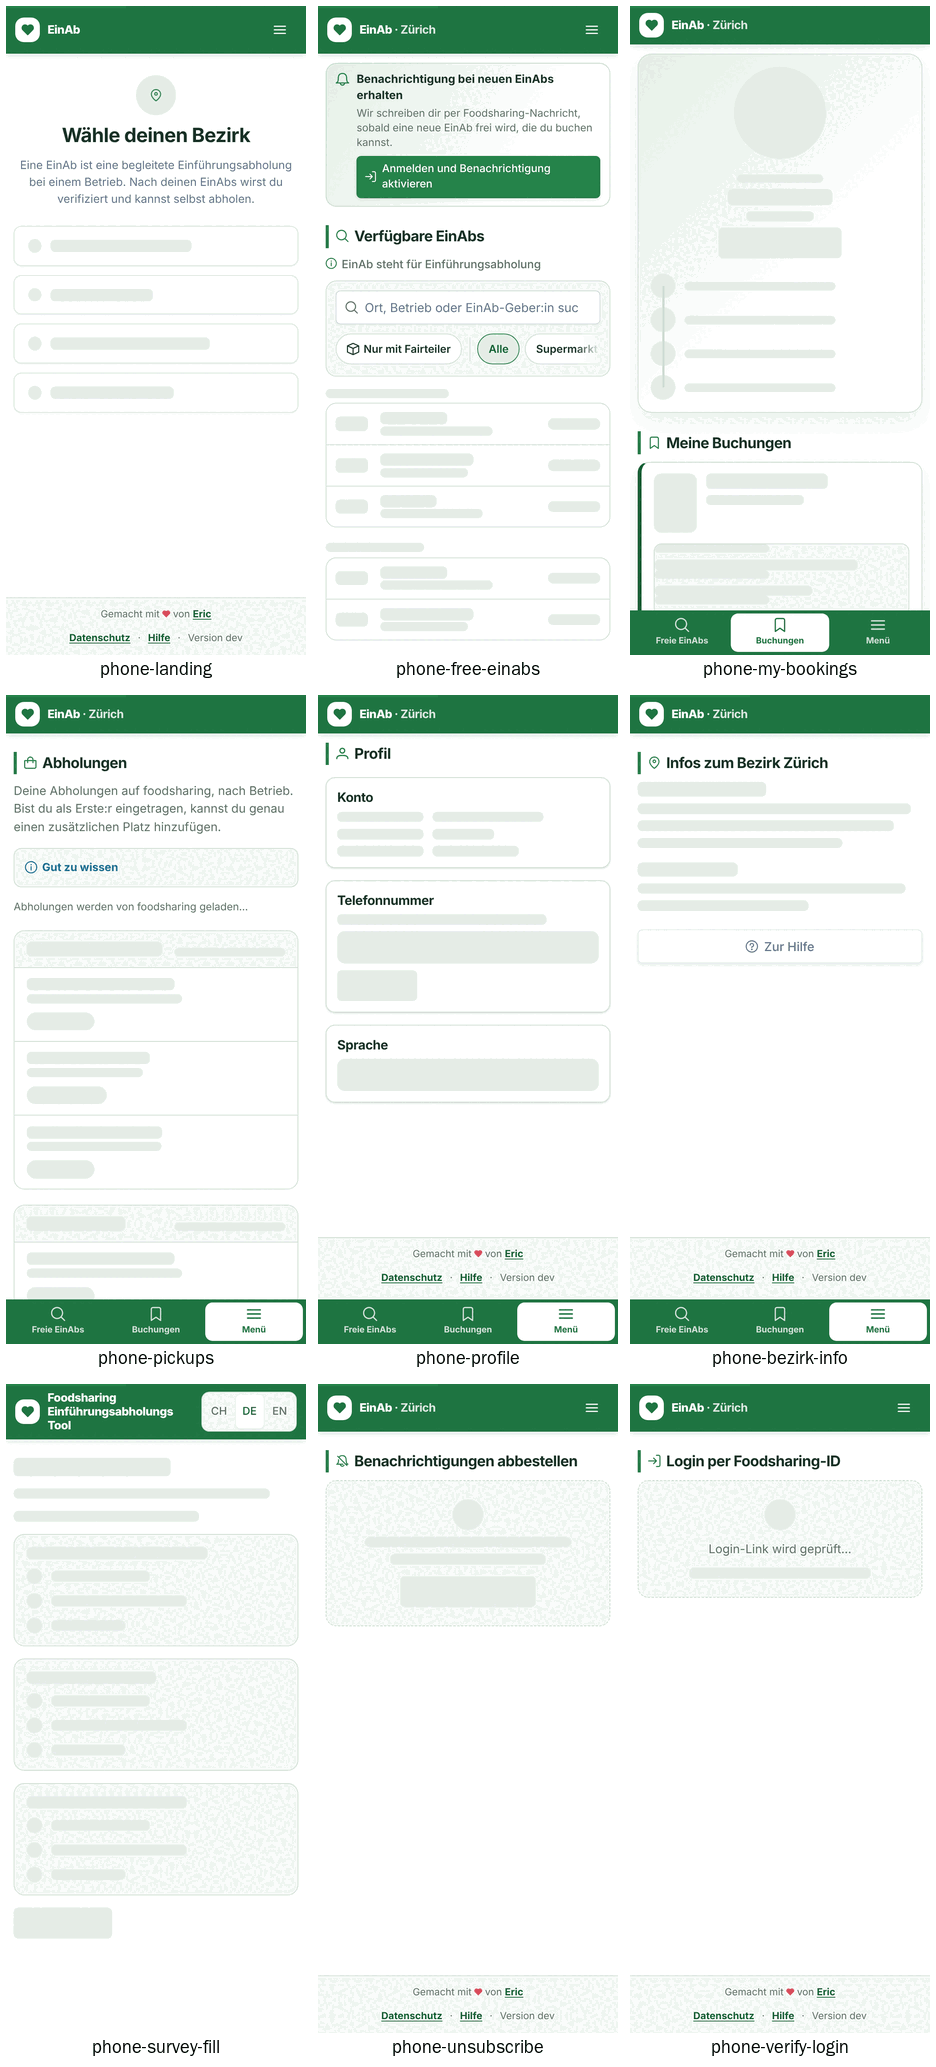 EinAb
Wähle deinen Bezirk
Eine EinAb ist eine begleitete Einführungsabholung
bei einem Betrieb. Nach deinen EinAbs wirst du
verifiziert und kannst selbst abholen.
Gemacht mit ♥ von Eric
Datenschutz · Hilfe · Version dev
phone-landing
EinAb · Zürich
Benachrichtigung bei neuen EinAbs
erhalten
Wir schreiben dir per Foodsharing-Nachricht,
sobald eine neue EinAb frei wird, die du buchen
kannst.
Anmelden und Benachrichtigung
aktivieren
Verfügbare EinAbs
EinAb steht für Einführungsabholung
Ort, Betrieb oder EinAb-Geber:in suc
Nur mit Fairteiler Alle Supermarkt
phone-free-einabs
EinAb · Zürich
Meine Buchungen
Freie EinAbs Buchungen Menü
phone-my-bookings
EinAb · Zürich
Abholungen
Deine Abholungen auf foodsharing, nach Betrieb.
Bist du als Erste:r eingetragen, kannst du genau
einen zusätzlichen Platz hinzufügen.
Gut zu wissen
Abholungen werden von foodsharing geladen...
Freie EinAbs Buchungen Menü
phone-pickups
EinAb · Zürich
Profil
Konto
Telefonnummer
Sprache
Gemacht mit ♥ von Eric
Datenschutz · Hilfe · Version dev
Freie EinAbs Buchungen Menü
phone-profile
EinAb · Zürich
Infos zum Bezirk Zürich
Zur Hilfe
Gemacht mit ♥ von Eric
Datenschutz · Hilfe · Version dev
Freie EinAbs Buchungen Menü
phone-bezirk-info
Foodsharing
Einführungsabholungs
Tool
CH DE EN
phone-survey-fill
EinAb · Zürich
Benachrichtigungen abbestellen
Gemacht mit ♥ von Eric
Datenschutz · Hilfe · Version dev
phone-unsubscribe
EinAb · Zürich
Login per Foodsharing-ID
Login-Link wird geprüft...
Gemacht mit ♥ von Eric
Datenschutz · Hilfe · Version dev
phone-verify-login